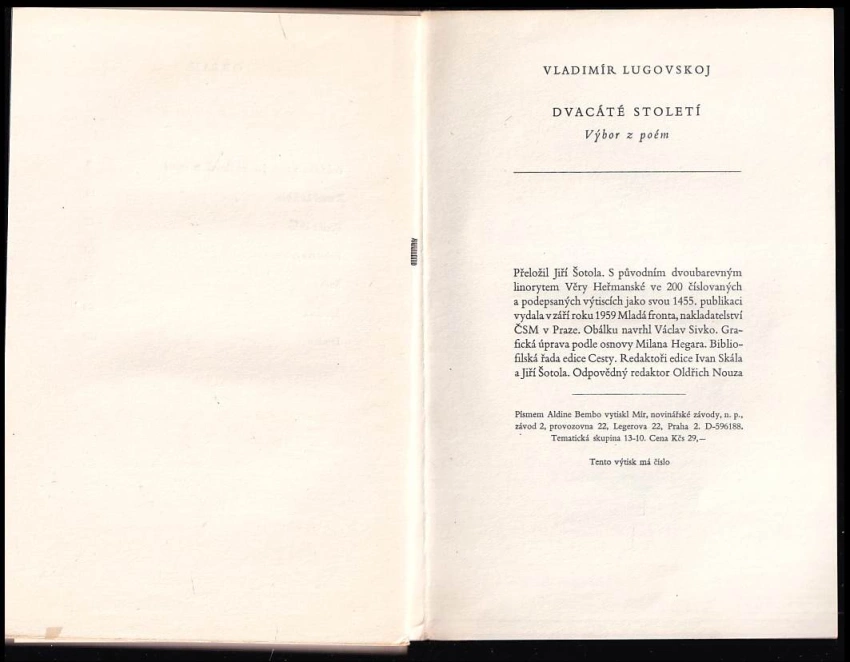 VLADIMÍR LUGOVSKOJ
DVACÁTÉ STOLETÍ
Výbor z poém
Přeložil Jiří Šotola. S původním dvoubarevným
linorytem Věry Heřmanské ve 200 číslovaných
a podepsaných výtiscích jako svou 1455. publikaci
vydala v září roku 1959 Mladá fronta, nakladatelství
ČSM v Praze. Obálku navrhl Václav Sivko. Gra-
fická úprava podle osnovy Milana Hegara. Biblio-
filská řada edice Cesty. Redaktoři edice Ivan Skála
a Jiří Šotola. Odpovědný redaktor Oldřich Nouza
Písmem Aldine Bembo vytiskl Mír, novinářské závody, n. p.,
závod 2, provozovna 22, Legerova 22, Praha 2. D-596188.
Tematická skupina 13-10. Cena Kčs 29,—
Tento výtisk má číslo